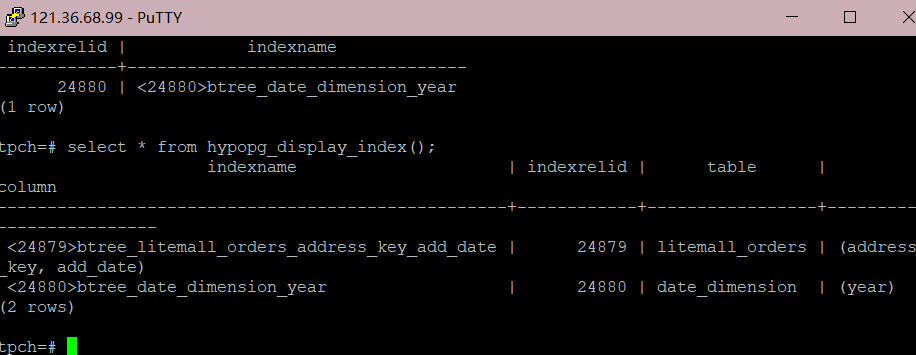 121.36.68.99 - PuTTY
indexrelid |            indexname
------------+---------------------------------
      24880 | <24880>btree_date_dimension_year
(1 row)
tpch=# select * from hypopg_display_index();
                     indexname                     | indexrelid |      table      |
column
---------------------------------------------------+------------+-----------------+---------
----------------
 <24879>btree_litemall_orders_address_key_add_date |      24879 | litemall_orders | (address
_key, add_date)
 <24880>btree_date_dimension_year                  |      24880 | date_dimension  | (year)
(2 rows)
tpch=#